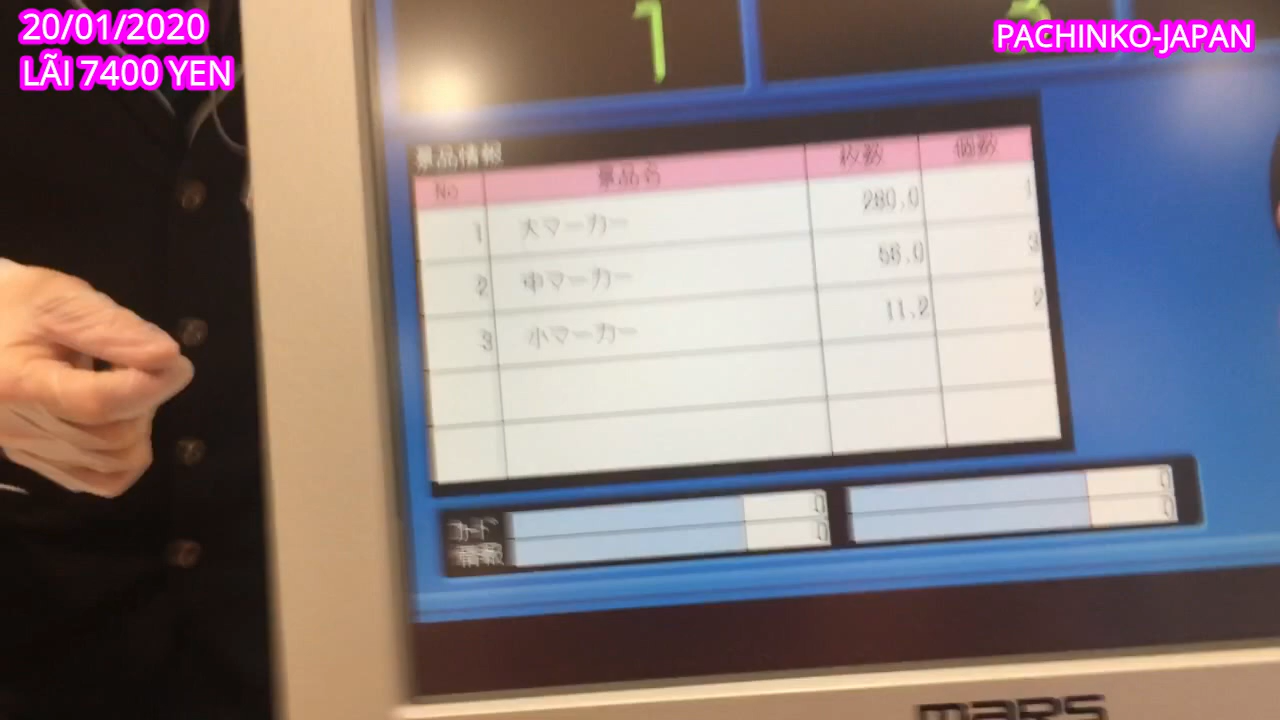 20/01/2020
LÃI 7400 YEN
PACHINKO-JAPAN
1
景品情報
No 景品名 枚数 個数
1 大マーカー 280.0 1
2 中マーカー 56.0 3
3 小マーカー 11.2 2
カード 0 0
情報 0 0
mars